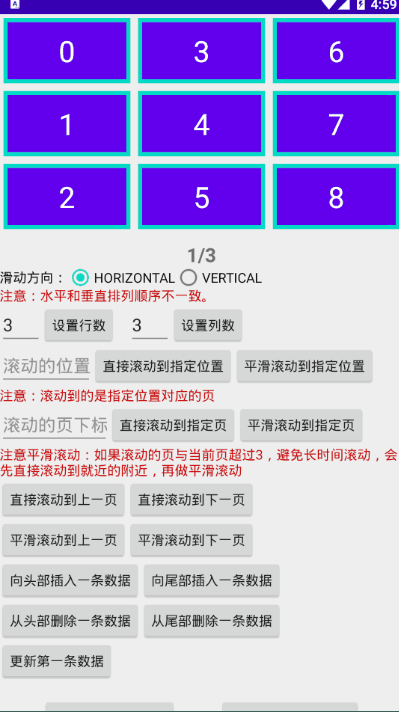 A 4:59
0 3 6
1 4 7
2 5 8
1/3
滑动方向： HORIZONTAL VERTICAL
注意：水平和垂直排列顺序不一致。
3 设置行数 3 设置列数
滚动的位置 直接滚动到指定位置 平滑滚动到指定位置
注意：滚动到的是指定位置对应的页
滚动的页下标 直接滚动到指定页 平滑滚动到指定页
注意平滑滚动：如果滚动的页与当前页超过3，避免长时间滚动，会
先直接滚动到就近的附近，再做平滑滚动
直接滚动到上一页 直接滚动到下一页
平滑滚动到上一页 平滑滚动到下一页
向头部插入一条数据 向尾部插入一条数据
从头部删除一条数据 从尾部删除一条数据
更新第一条数据